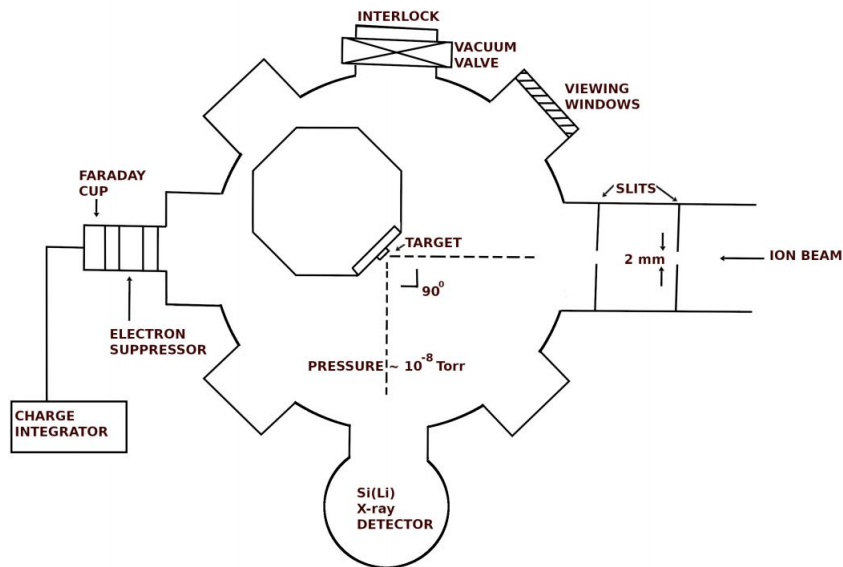 INTERLOCK
VACUUM
VALVE
VIEWING
WINDOWS
FARADAY
CUP
SLITS
TARGET
2 mm
ION BEAM
90⁰
ELECTRON
SUPPRESSOR
PRESSURE ~ 10⁻⁸ Torr
CHARGE
INTEGRATOR
Si(Li)
X-ray
DETECTOR